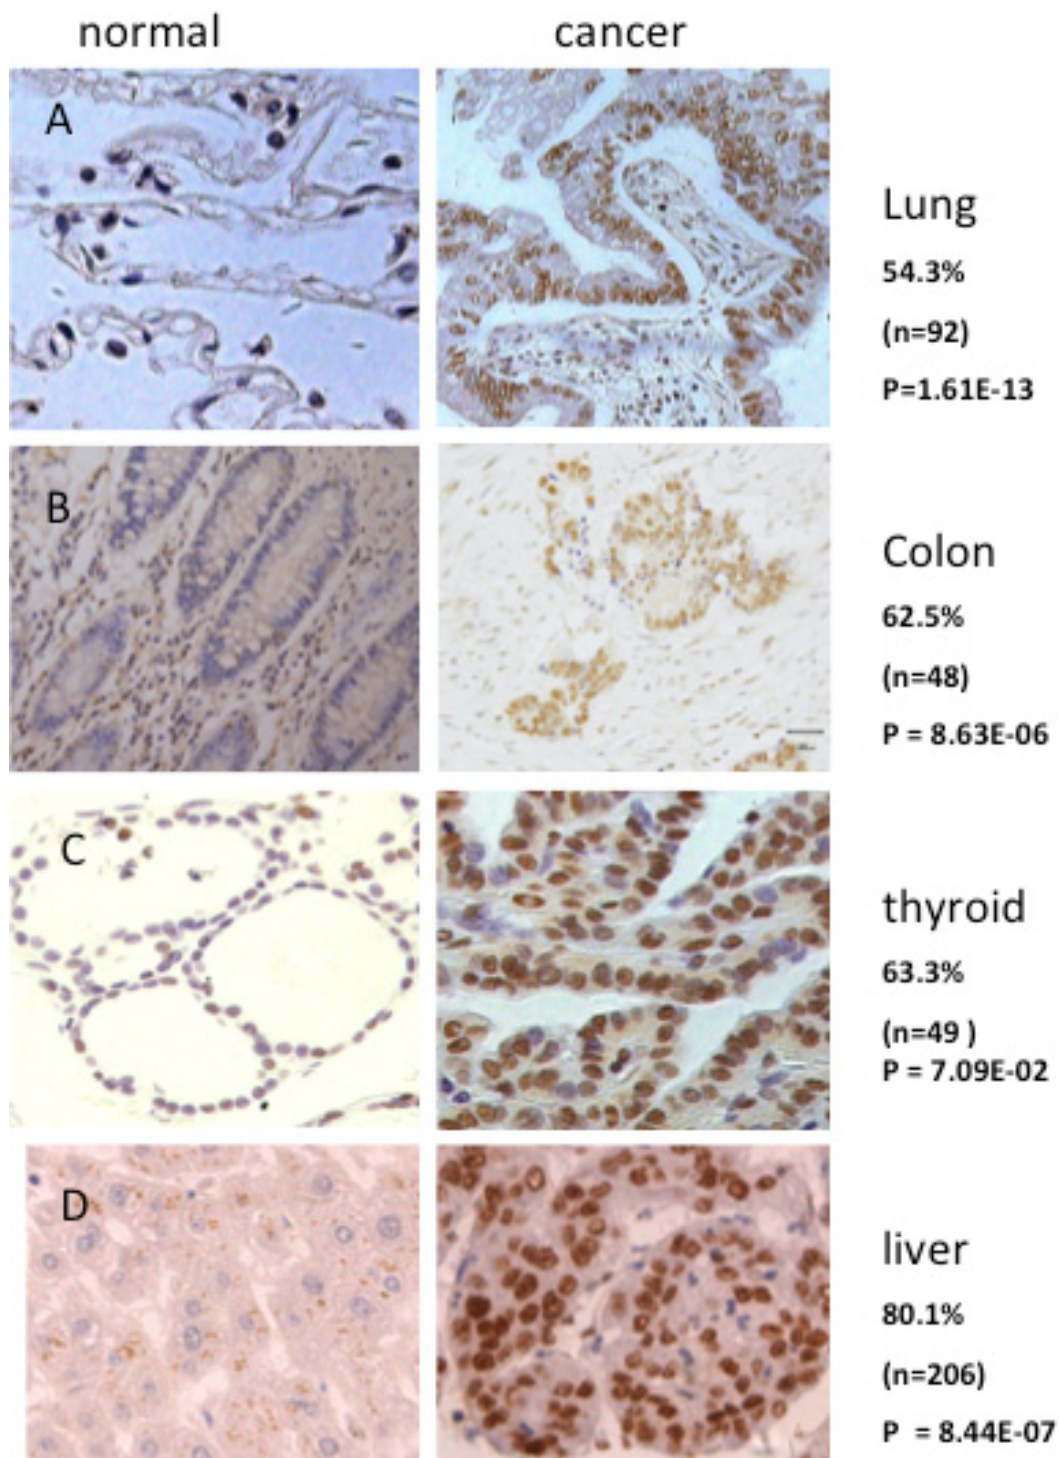 normal
cancer
A
Lung
54.3%
(n=92)
P=1.61E-13
B
Colon
62.5%
(n=48)
P = 8.63E-06
C
thyroid
63.3%
(n=49 )
P = 7.09E-02
D
liver
80.1%
(n=206)
P = 8.44E-07